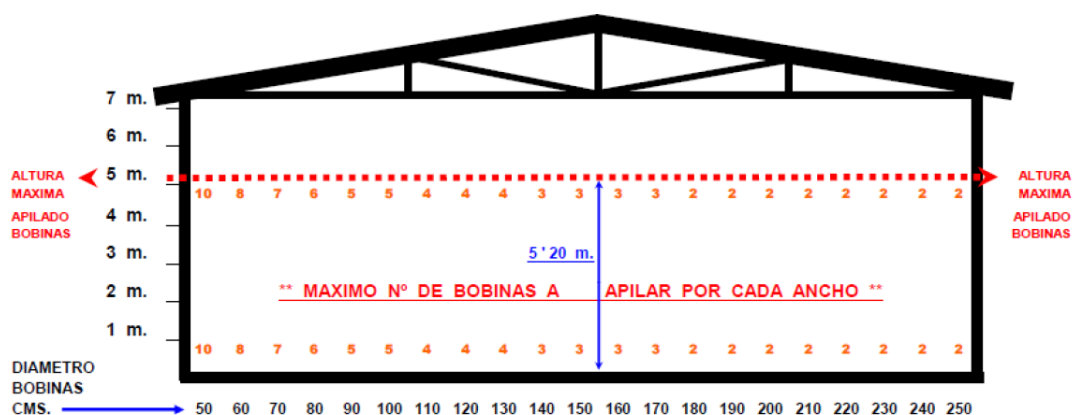 7 m.
6 m.
5 m.
4 m.
3 m.
2 m.
1 m.
ALTURA
MAXIMA
APILADO
BOBINAS
10 8 7 6 5 5 4 4 4 3 3 3 3 2 2 2 2 2 2 2 2
5 ' 20 m.
** MAXIMO Nº DE BOBINAS A APILAR POR CADA ANCHO **
10 8 7 6 5 5 4 4 4 3 3 3 3 2 2 2 2 2 2 2 2
ALTURA
MAXIMA
APILADO
BOBINAS
DIAMETRO
BOBINAS
CMS. 50 60 70 80 90 100 110 120 130 140 150 160 170 180 190 200 210 220 230 240 250